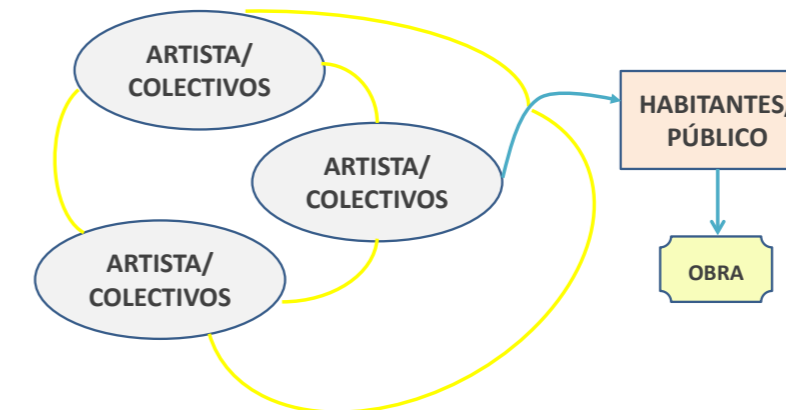 ARTISTA/
COLECTIVOS
ARTISTA/
COLECTIVOS
HABITANTES/
PÚBLICO
ARTISTA/
COLECTIVOS
OBRA